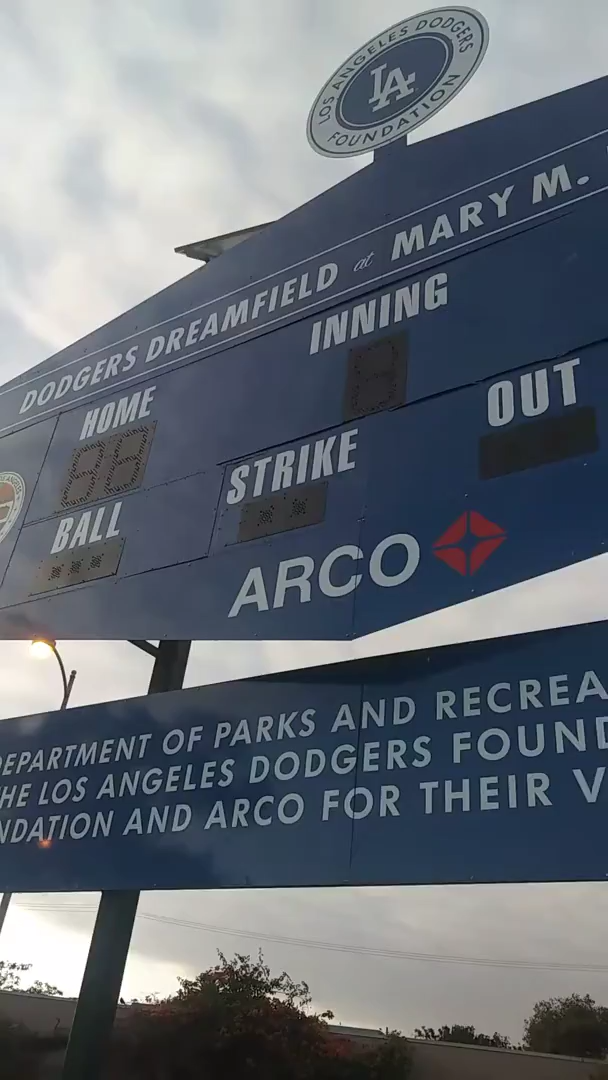 LOS ANGELES DODGERS
LA
FOUNDATION
DODGERS DREAMFIELD at MARY M.
INNING
HOME
OUT
STRIKE
BALL
ARCO
DEPARTMENT OF PARKS AND RECREA
HE LOS ANGELES DODGERS FOUND
NDATION AND ARCO FOR THEIR V